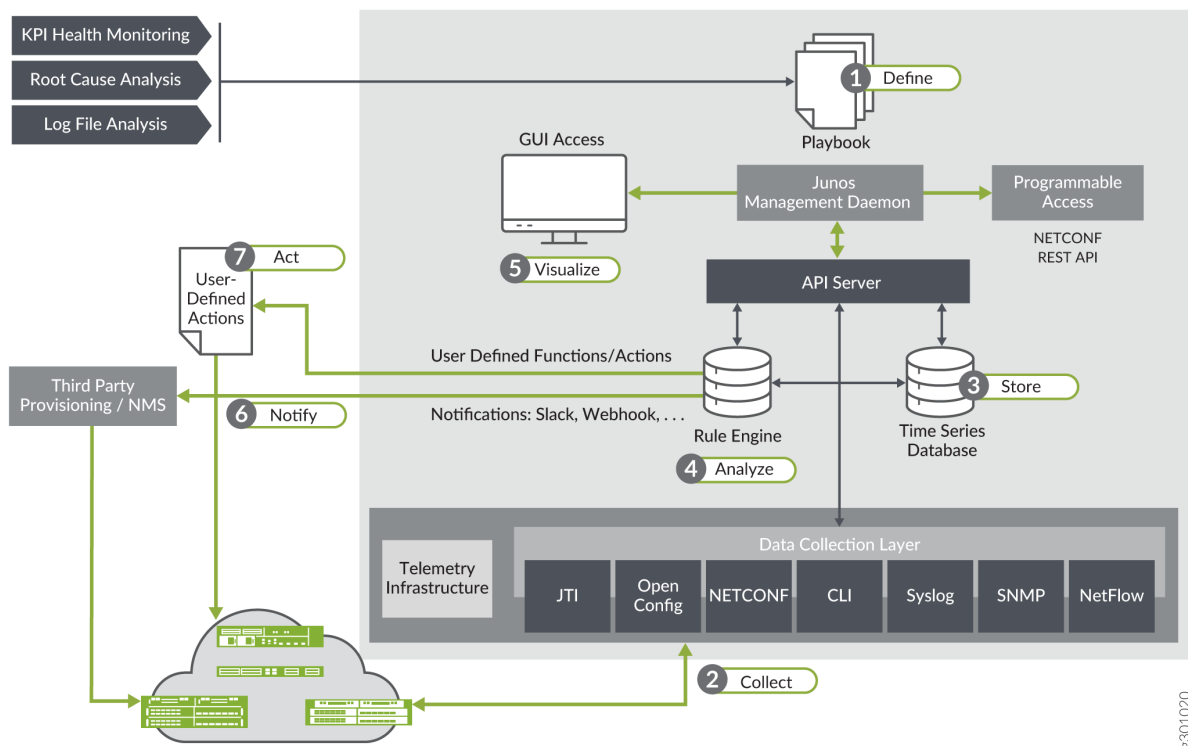 KPI Health Monitoring
Root Cause Analysis
Log File Analysis
1 Define
Playbook
GUI Access
Junos
Management Daemon
Programmable
Access
NETCONF
REST API
5 Visualize
API Server
7 Act
User-
Defined
Actions
User Defined Functions/Actions
Third Party
Provisioning / NMS
6 Notify
Notifications: Slack, Webhook, . . .
Rule Engine
4 Analyze
3 Store
Time Series
Database
Telemetry
Infrastructure
Data Collection Layer
JTI
Open
Config
NETCONF
CLI
Syslog
SNMP
NetFlow
2 Collect
g301020